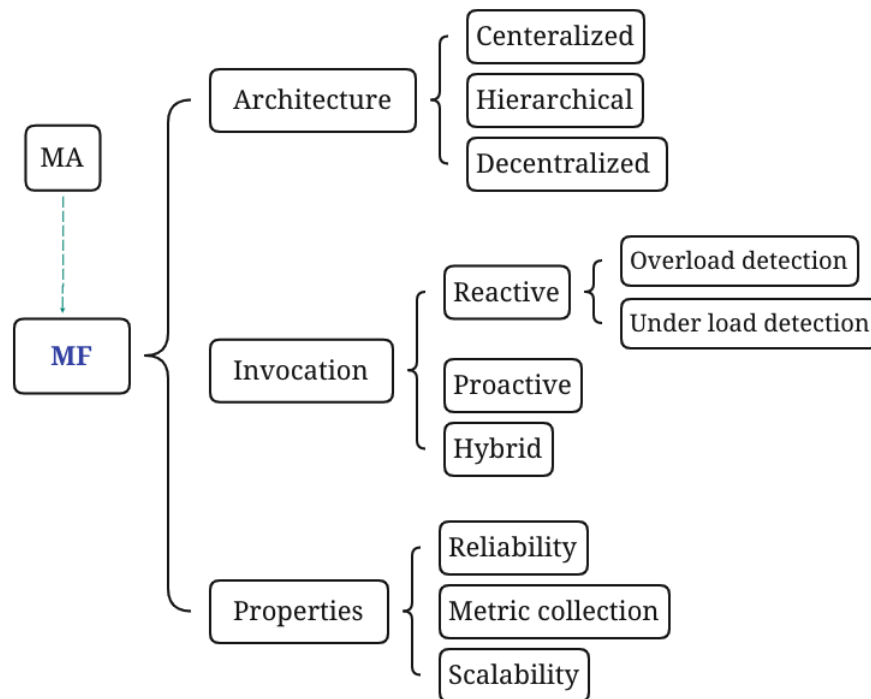 MA
MF
Architecture
Centeralized
Hierarchical
Decentralized
Invocation
Reactive
Overload detection
Under load detection
Proactive
Hybrid
Properties
Reliability
Metric collection
Scalability